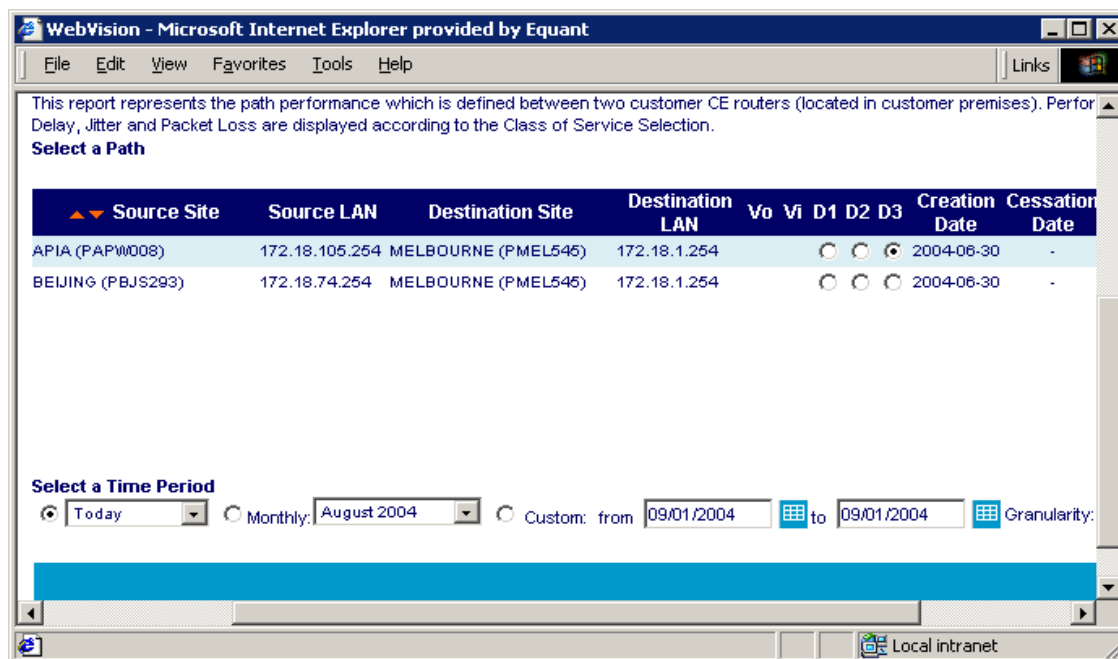 WebVision - Microsoft Internet Explorer provided by Equant
File Edit View Favorites Tools Help Links
This report represents the path performance which is defined between two customer CE routers (located in customer premises). Perfor
Delay, Jitter and Packet Loss are displayed according to the Class of Service Selection.
Select a Path
Source Site Source LAN Destination Site Destination LAN Vo Vi D1 D2 D3 Creation Date Cessation Date
APIA (PAPW008) 172.18.105.254 MELBOURNE (PMEL545) 172.18.1.254 2004-06-30 -
BEIJING (PBJS293) 172.18.74.254 MELBOURNE (PMEL545) 172.18.1.254 2004-06-30 -
Select a Time Period
Today Monthly: August 2004 Custom: from 09/01/2004 to 09/01/2004 Granularity:
Local intranet